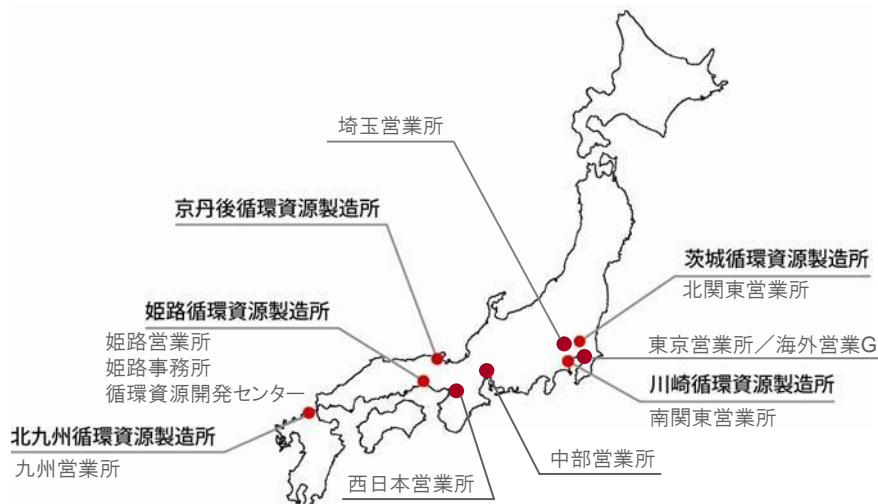 埼玉営業所
京丹後循環資源製造所
茨城循環資源製造所
北関東営業所
姫路循環資源製造所
姫路営業所
姫路事務所
循環資源開発センター
東京営業所／海外営業G
川崎循環資源製造所
南関東営業所
北九州循環資源製造所
九州営業所
中部営業所
西日本営業所